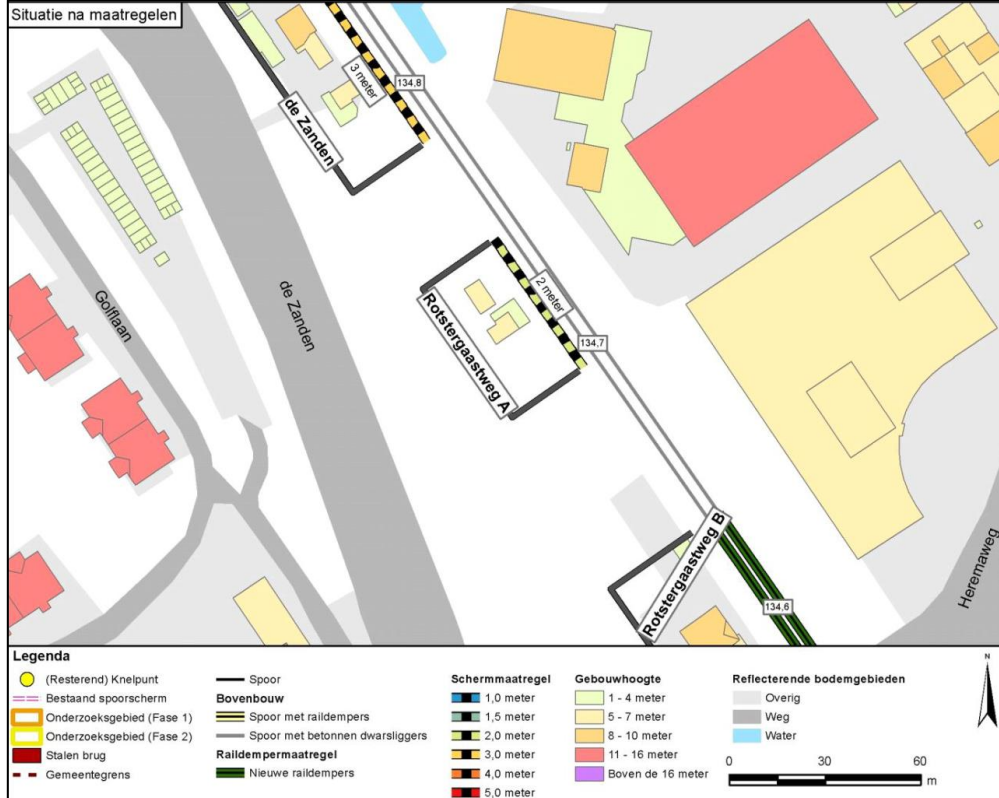 Situatie na maatregelen
3 meter
134,8
de Zanden
2 meter
134,7
Golflaan
de Zanden
Rotstergaastweg A
Rotstergaastweg B
134,6
Heremaweg
Legenda
(Resterend) Knelpunt
Bestaand spoorscherm
Onderzoeksgebied (Fase 1)
Onderzoeksgebied (Fase 2)
Stalen brug
Gemeentegrens
Spoor
Bovenbouw
Spoor met raildempers
Spoor met betonnen dwarsliggers
Raildempermaatregel
Nieuwe raildempers
Schermmaatregel
1,0 meter
1,5 meter
2,0 meter
3,0 meter
4,0 meter
5,0 meter
Gebouwhoogte
1 - 4 meter
5 - 7 meter
8 - 10 meter
11 - 16 meter
Boven de 16 meter
Reflecterende bodemgebieden
Overig
Weg
Water
0 30 60
m
N